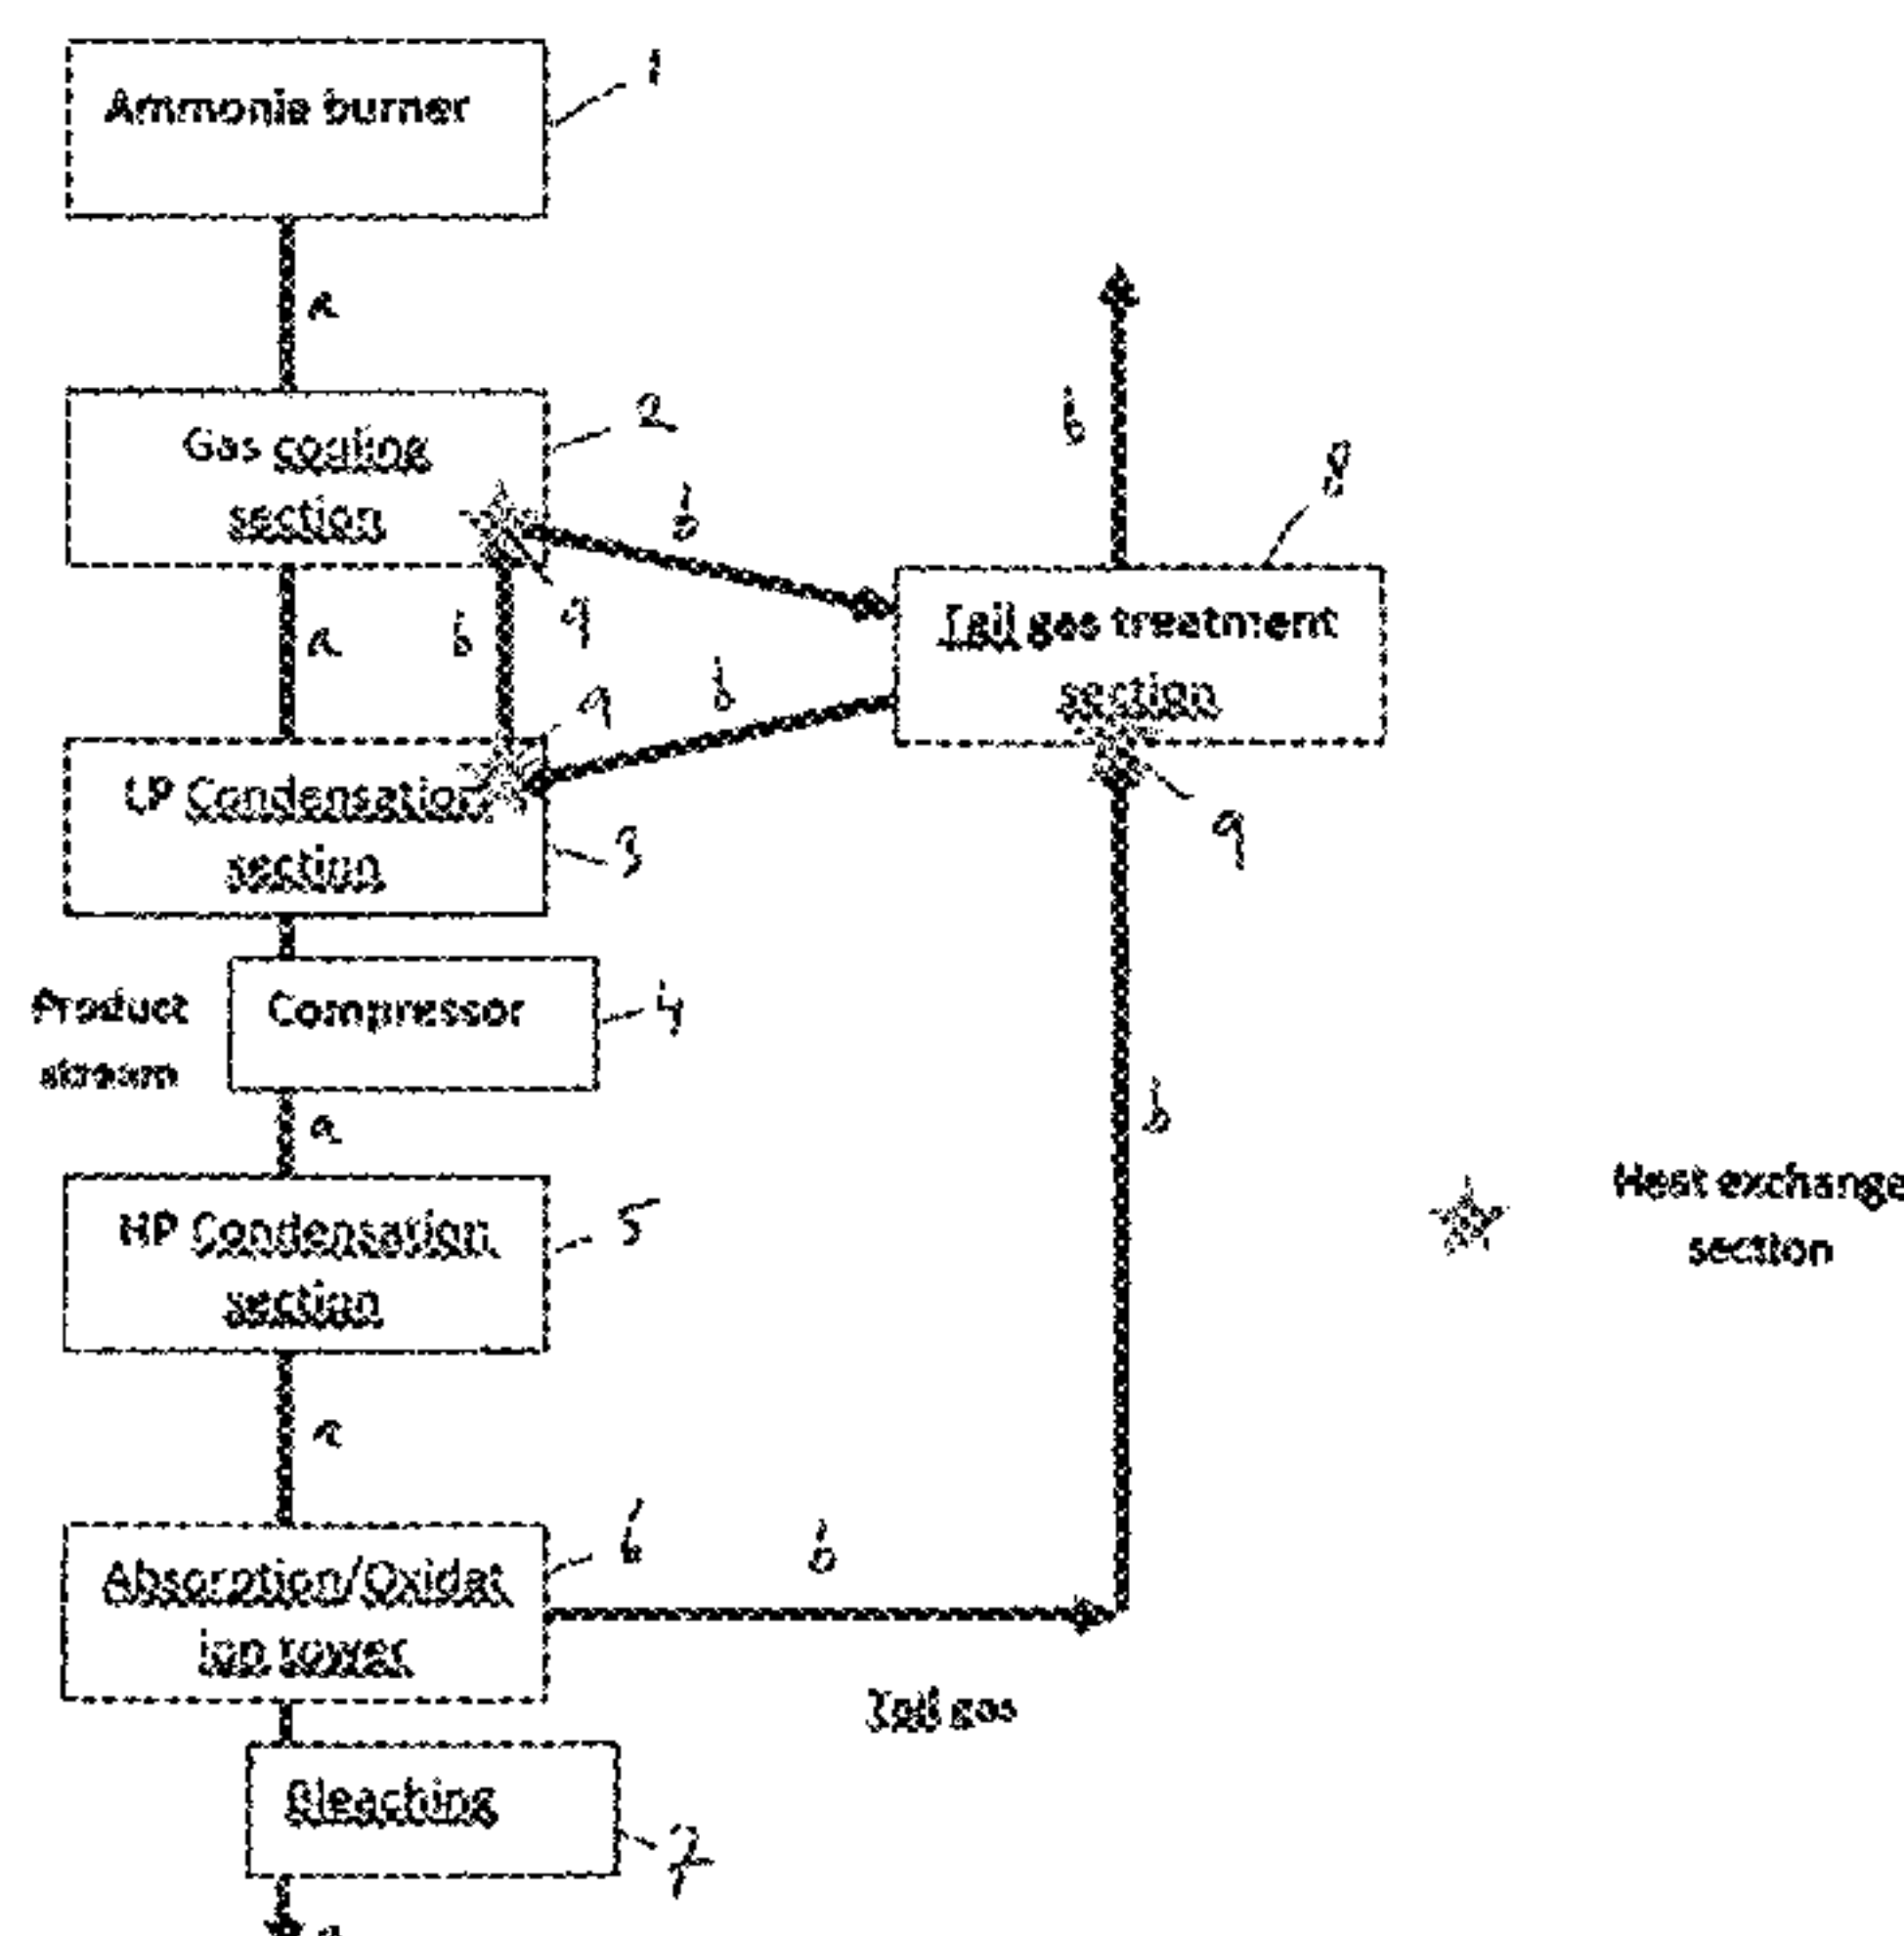 Ammonia burner
1
a
Gas cooling
section
2
b
b
8
a
b
9
b
9
Tail gas treatment
section
9
LP Condensation
section
3
Product
stream
Compressor
4
a
b
HP Condensation
section
5
Heat exchange
section
a
Absorption/Oxidat
ion tower
6
b
Tail gas
Bleaching
7
a